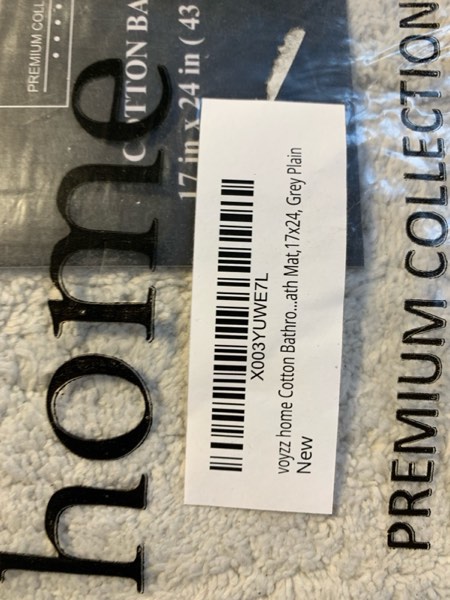 PREMIUM COLL
COTTON BA
17 in x 24 in ( 43
home
X003YUWE7L
voyzz home Cotton Bathro...ath Mat,17x24, Grey Plain
New
PREMIUM COLLECTION